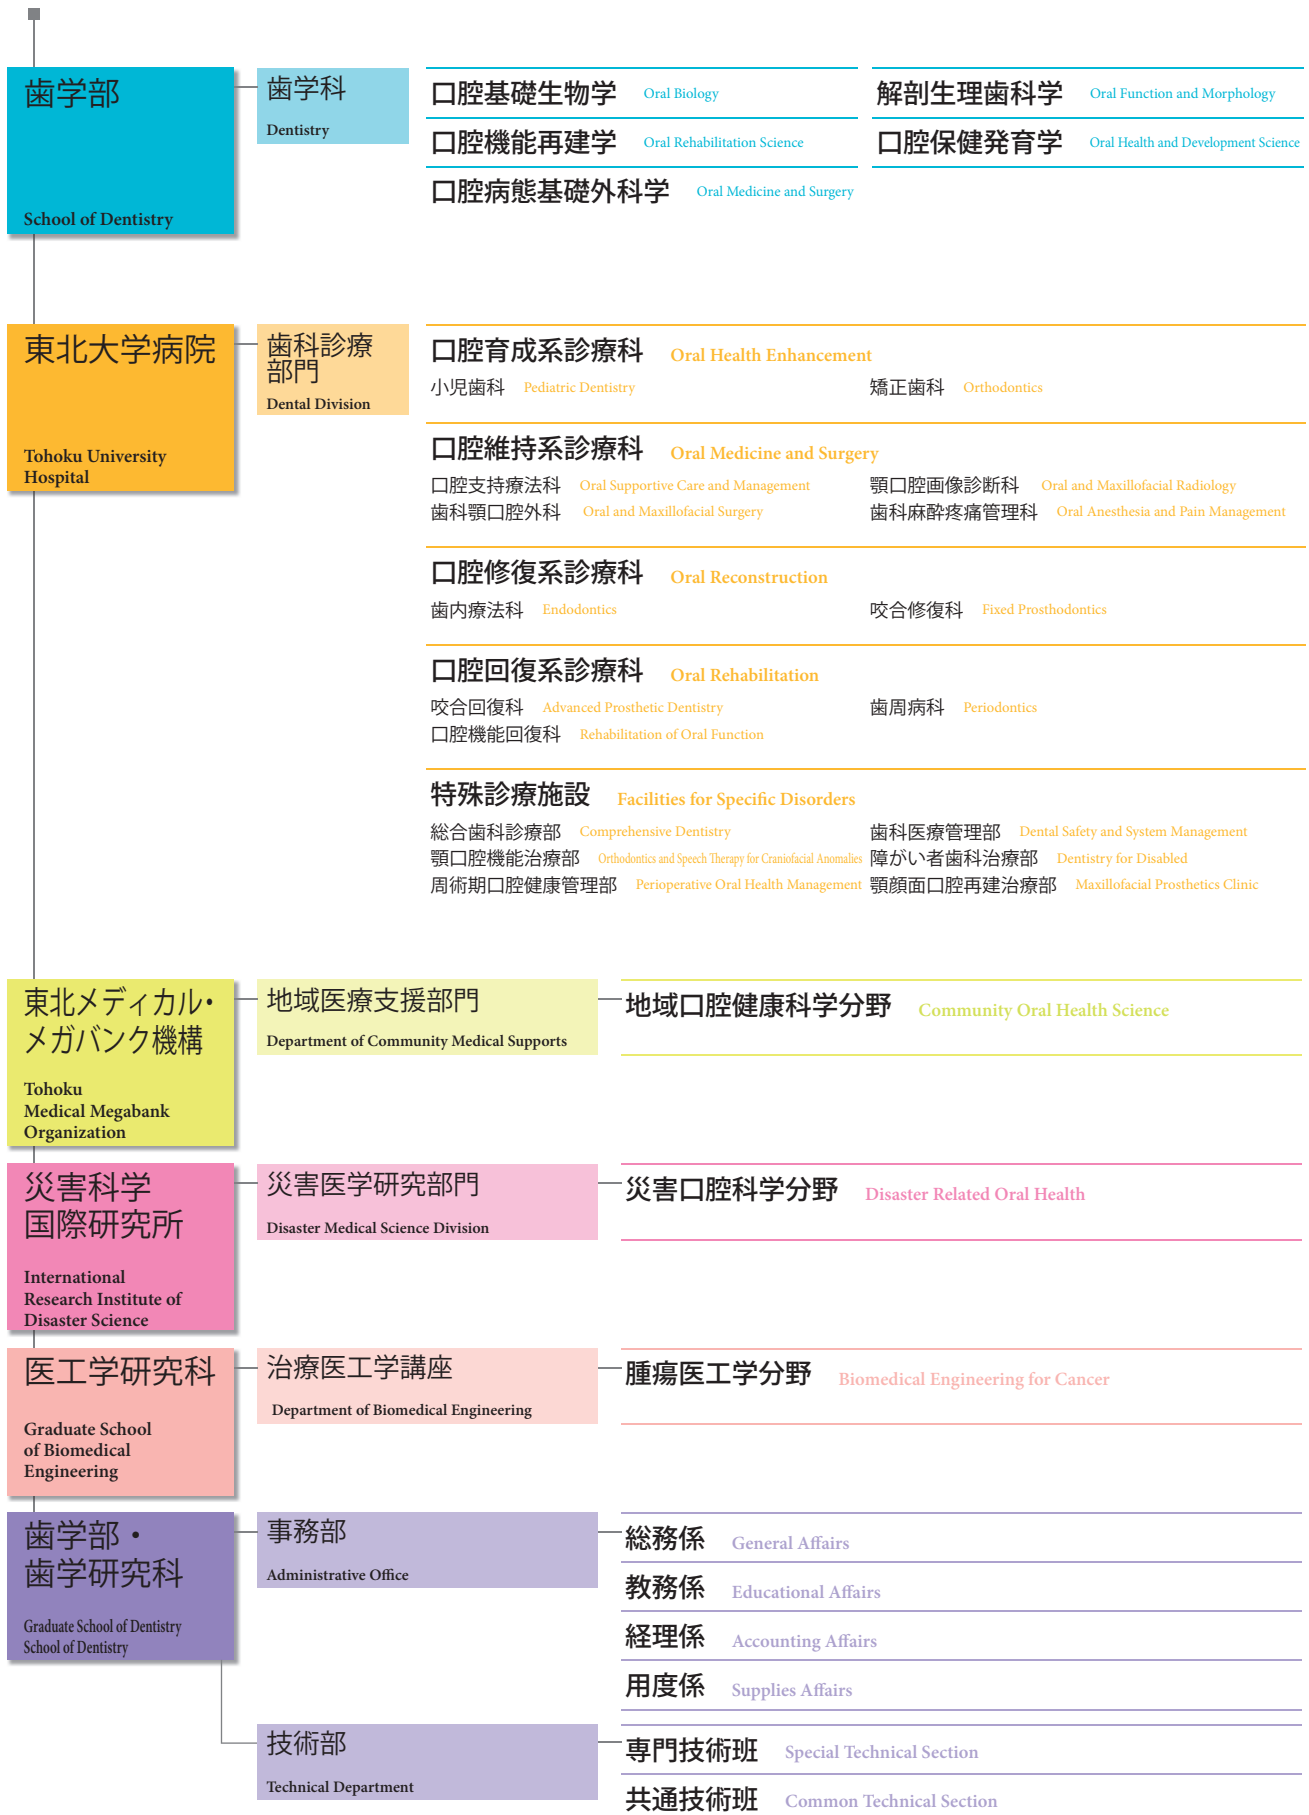 歯学部
School of Dentistry
歯学科
Dentistry
口腔基礎生物学 Oral Biology
解剖生理歯科学 Oral Function and Morphology
口腔機能再建学 Oral Rehabilitation Science
口腔保健発育学 Oral Health and Development Science
口腔病態基礎外科学 Oral Medicine and Surgery
東北大学病院
Tohoku University
Hospital
歯科診療
部門
Dental Division
口腔育成系診療科 Oral Health Enhancement
小児歯科 Pediatric Dentistry
矯正歯科 Orthodontics
口腔維持系診療科 Oral Medicine and Surgery
口腔支持療法科 Oral Supportive Care and Management
顎口腔画像診断科 Oral and Maxillofacial Radiology
歯科顎口腔外科 Oral and Maxillofacial Surgery
歯科麻酔疼痛管理科 Oral Anesthesia and Pain Management
口腔修復系診療科 Oral Reconstruction
歯内療法科 Endodontics
咬合修復科 Fixed Prosthodontics
口腔回復系診療科 Oral Rehabilitation
咬合回復科 Advanced Prosthetic Dentistry
歯周病科 Periodontics
口腔機能回復科 Rehabilitation of Oral Function
特殊診療施設 Facilities for Specific Disorders
総合歯科診療部 Comprehensive Dentistry
歯科医療管理部 Dental Safety and System Management
顎口腔機能治療部 Orthodontics and Speech Therapy for Craniofacial Anomalies
障がい者歯科治療部 Dentistry for Disabled
周術期口腔健康管理部 Perioperative Oral Health Management
顎顔面口腔再建治療部 Maxillofacial Prosthetics Clinic
東北メディカル・
メガバンク機構
Tohoku
Medical Megabank
Organization
地域医療支援部門
Department of Community Medical Supports
地域口腔健康科学分野 Community Oral Health Science
災害科学
国際研究所
International
Research Institute of
Disaster Science
災害医学研究部門
Disaster Medical Science Division
災害口腔科学分野 Disaster Related Oral Health
医工学研究科
Graduate School
of Biomedical
Engineering
治療医工学講座
Department of Biomedical Engineering
腫瘍医工学分野 Biomedical Engineering for Cancer
歯学部・
歯学研究科
Graduate School of Dentistry
School of Dentistry
事務部
Administrative Office
総務係 General Affairs
教務係 Educational Affairs
経理係 Accounting Affairs
用度係 Supplies Affairs
技術部
Technical Department
専門技術班 Special Technical Section
共通技術班 Common Technical Section